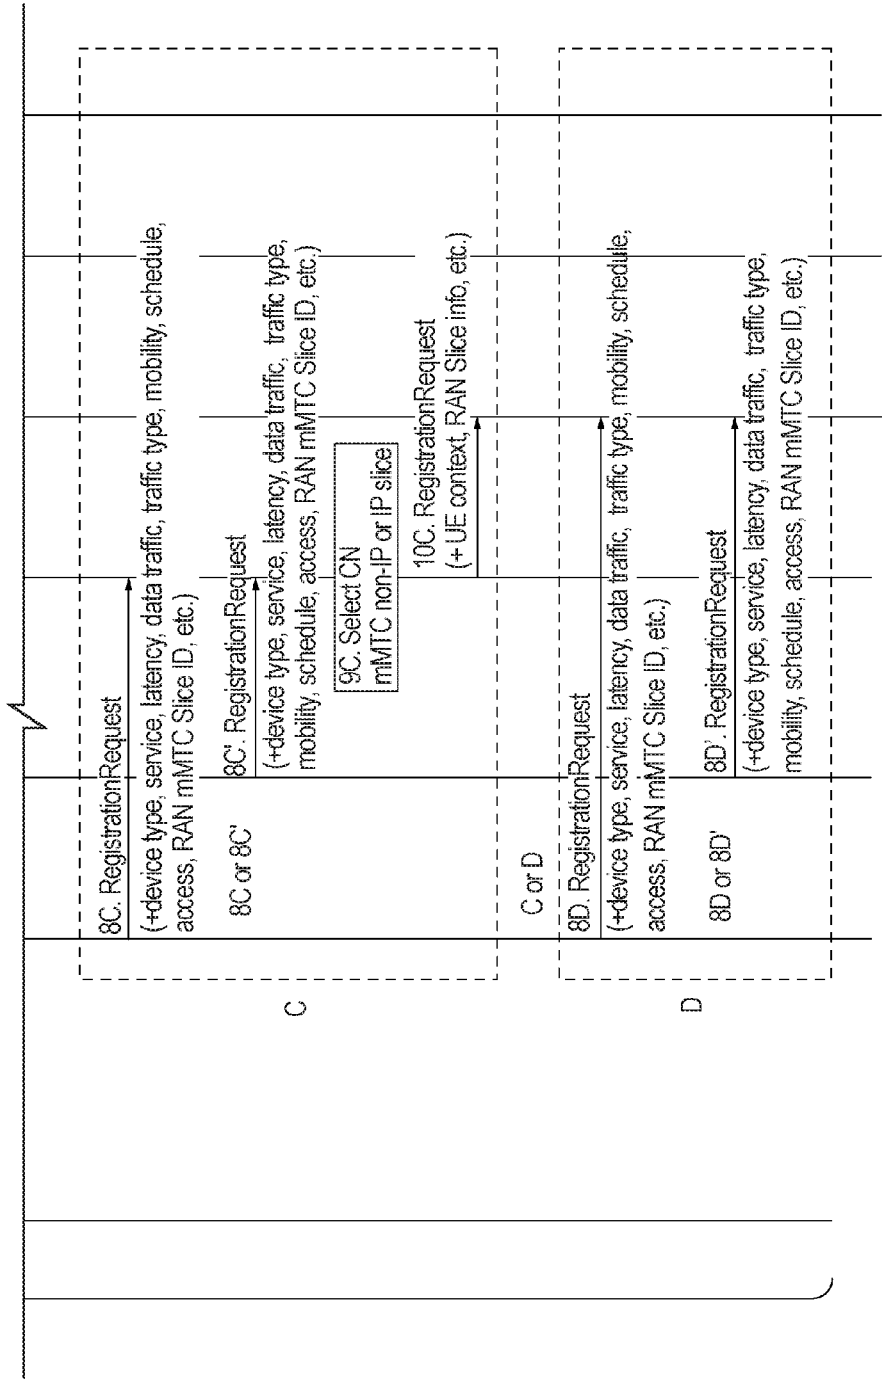 8C. RegistrationRequest
(+device type, service, latency, data traffic, traffic type, mobility, schedule,
access, RAN mMTC Slice ID, etc.)
8C or 8C'
8C'. RegistrationRequest
(+device type, service, latency, data traffic, traffic type,
mobility, schedule, access, RAN mMTC Slice ID, etc.)
9C. Select CN
mMTC non-IP or IP slice
10C. RegistrationRequest
(+ UE context, RAN Slice info, etc.)
C
C or D
8D. RegistrationRequest
(+device type, service, latency, data traffic, traffic type, mobility, schedule,
access, RAN mMTC Slice ID, etc.)
8D or 8D'
8D'. RegistrationRequest
(+device type, service, latency, data traffic, traffic type,
mobility, schedule, access, RAN mMTC Slice ID, etc.)
D